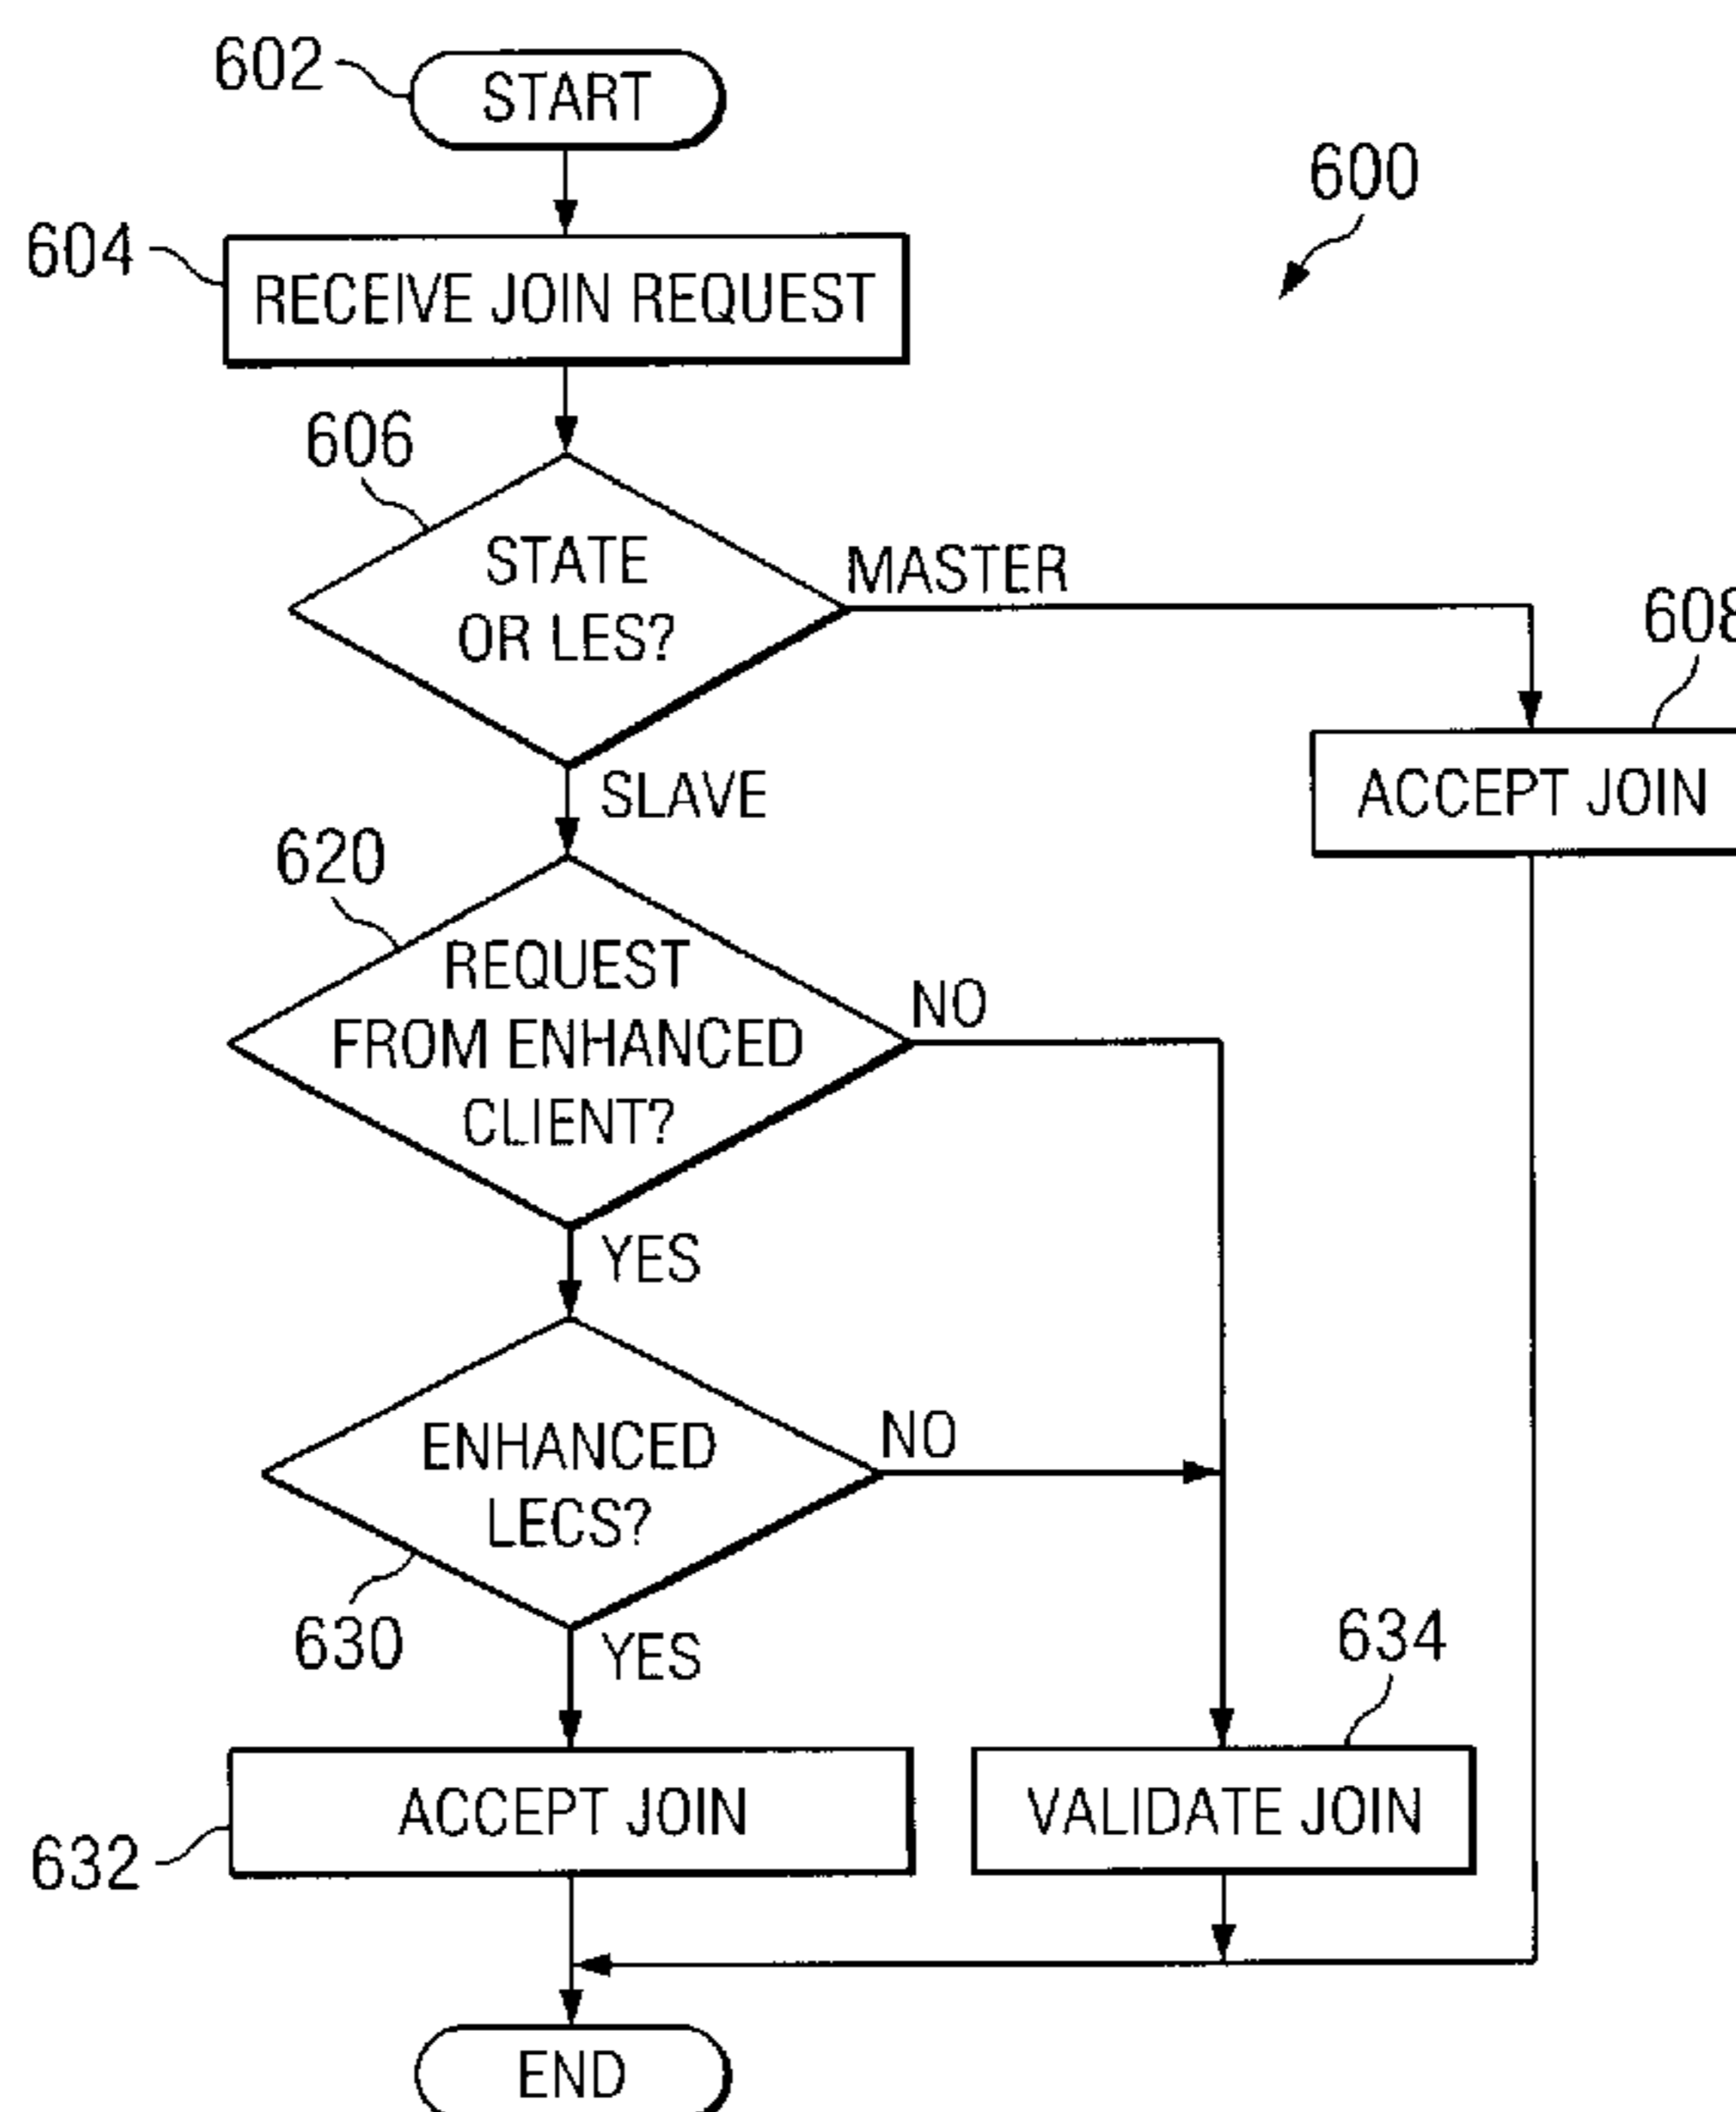 602
START
600
604
RECEIVE JOIN REQUEST
606
STATE
OR LES?
MASTER
608
SLAVE
ACCEPT JOIN
620
REQUEST
FROM ENHANCED
CLIENT?
NO
YES
ENHANCED
LECS?
NO
630
YES
634
ACCEPT JOIN
VALIDATE JOIN
632
END